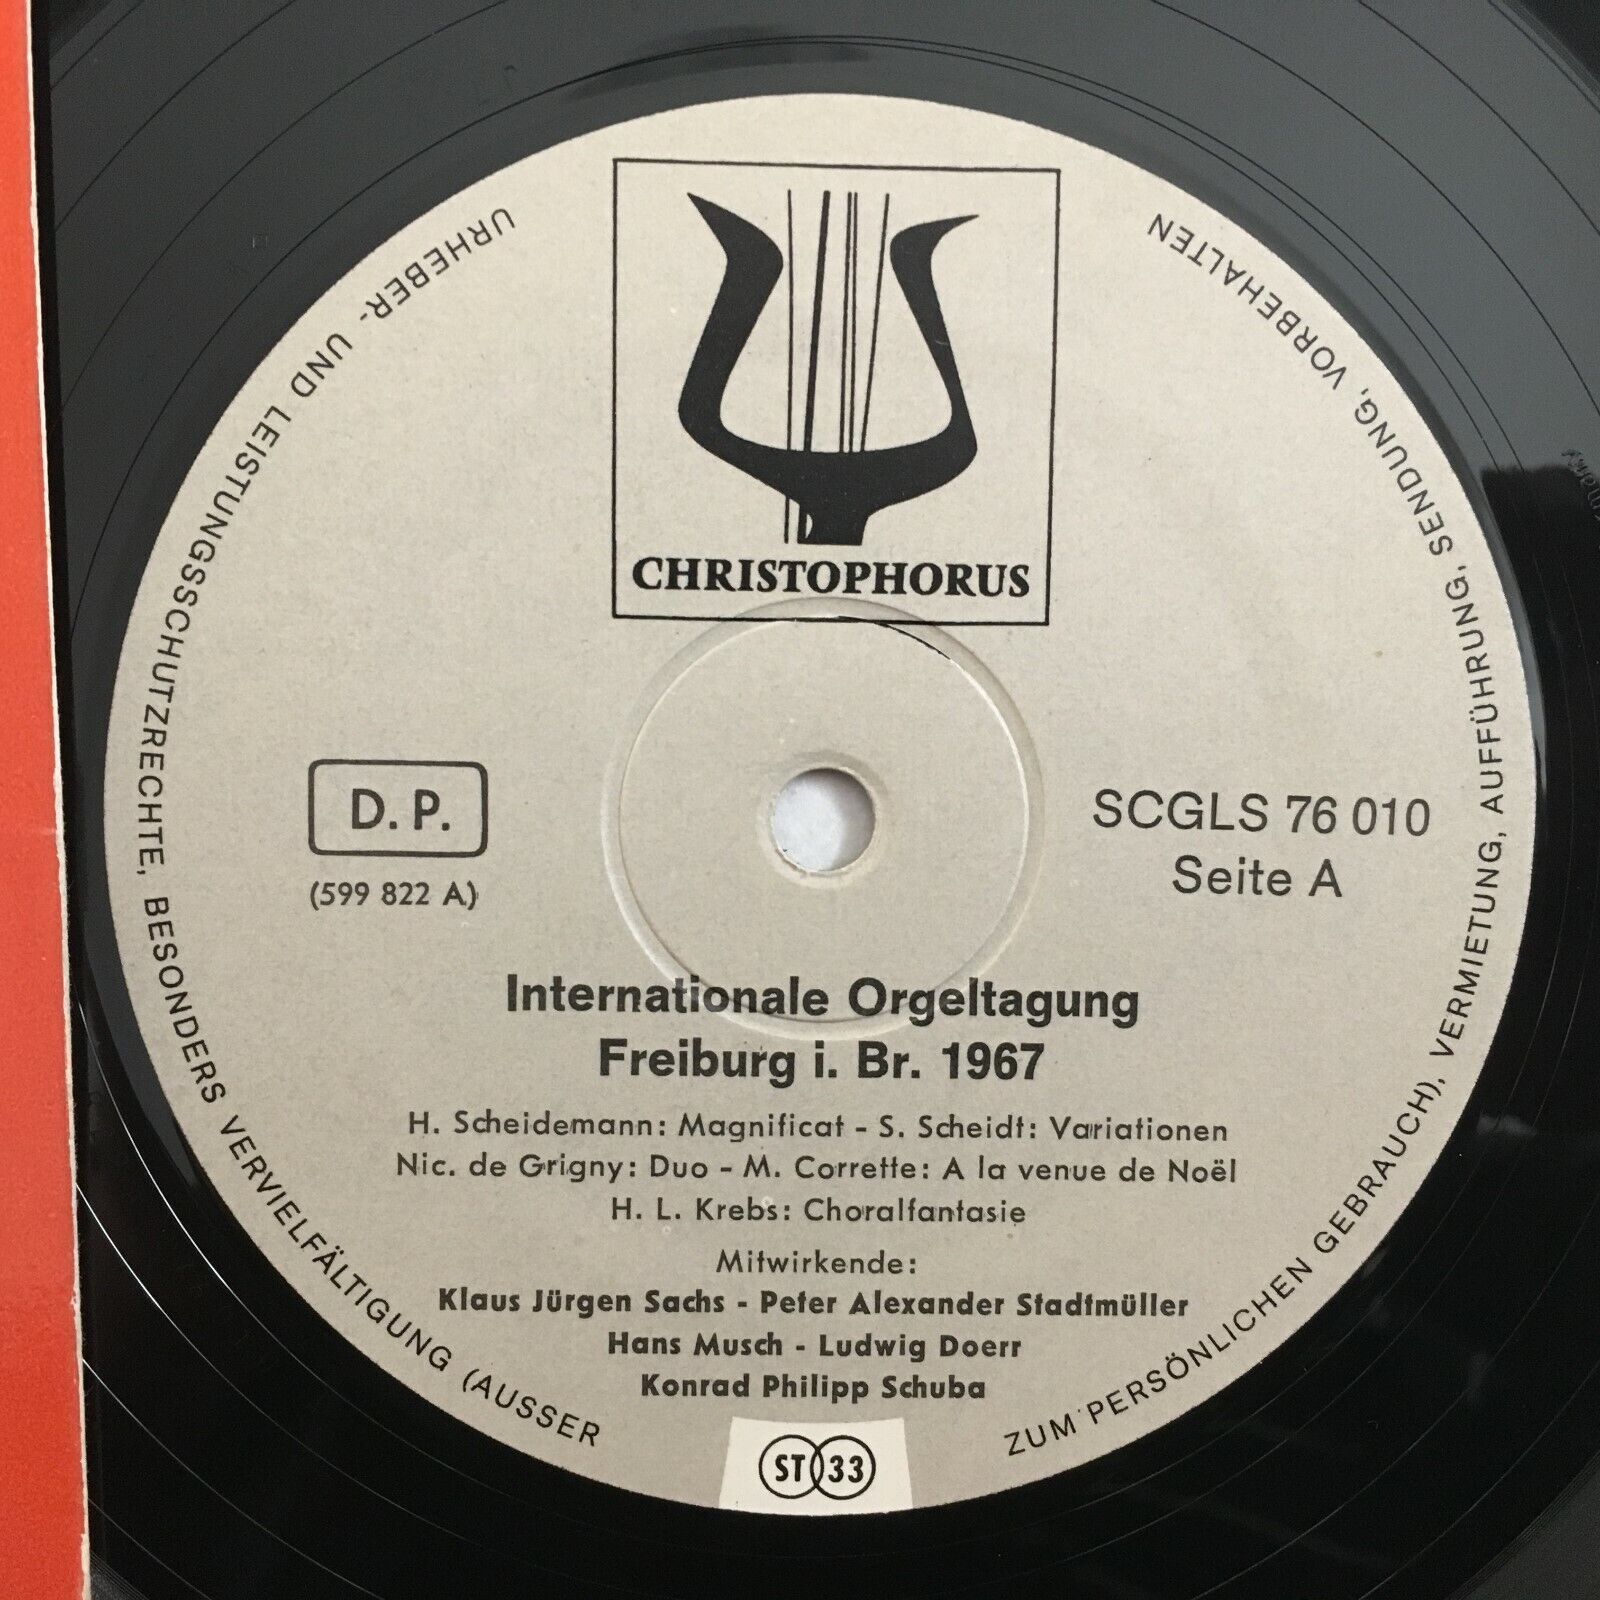 CHRISTOPHORUS
URHEBER- UND LEISTUNGSSCHUTZRECHTE, BESONDERS VERVIELFÄLTIGUNG (AUSSER ZUM PERSÖNLICHEN GEBRAUCH), VERMIETUNG, AUFFÜHRUNG, SENDUNG, VORBEHALTEN
D. P.
(599 822 A)
SCGLS 76 010
Seite A
Internationale Orgeltagung
Freiburg i. Br. 1967
H. Scheidemann: Magnificat - S. Scheidt: Variationen
Nic. de Grigny: Duo - M. Corrette: A la venue de Noël
H. L. Krebs: Choralfantasie
Mitwirkende:
Klaus Jürgen Sachs - Peter Alexander Stadtmüller
Hans Musch - Ludwig Doerr
Konrad Philipp Schuba
ST 33